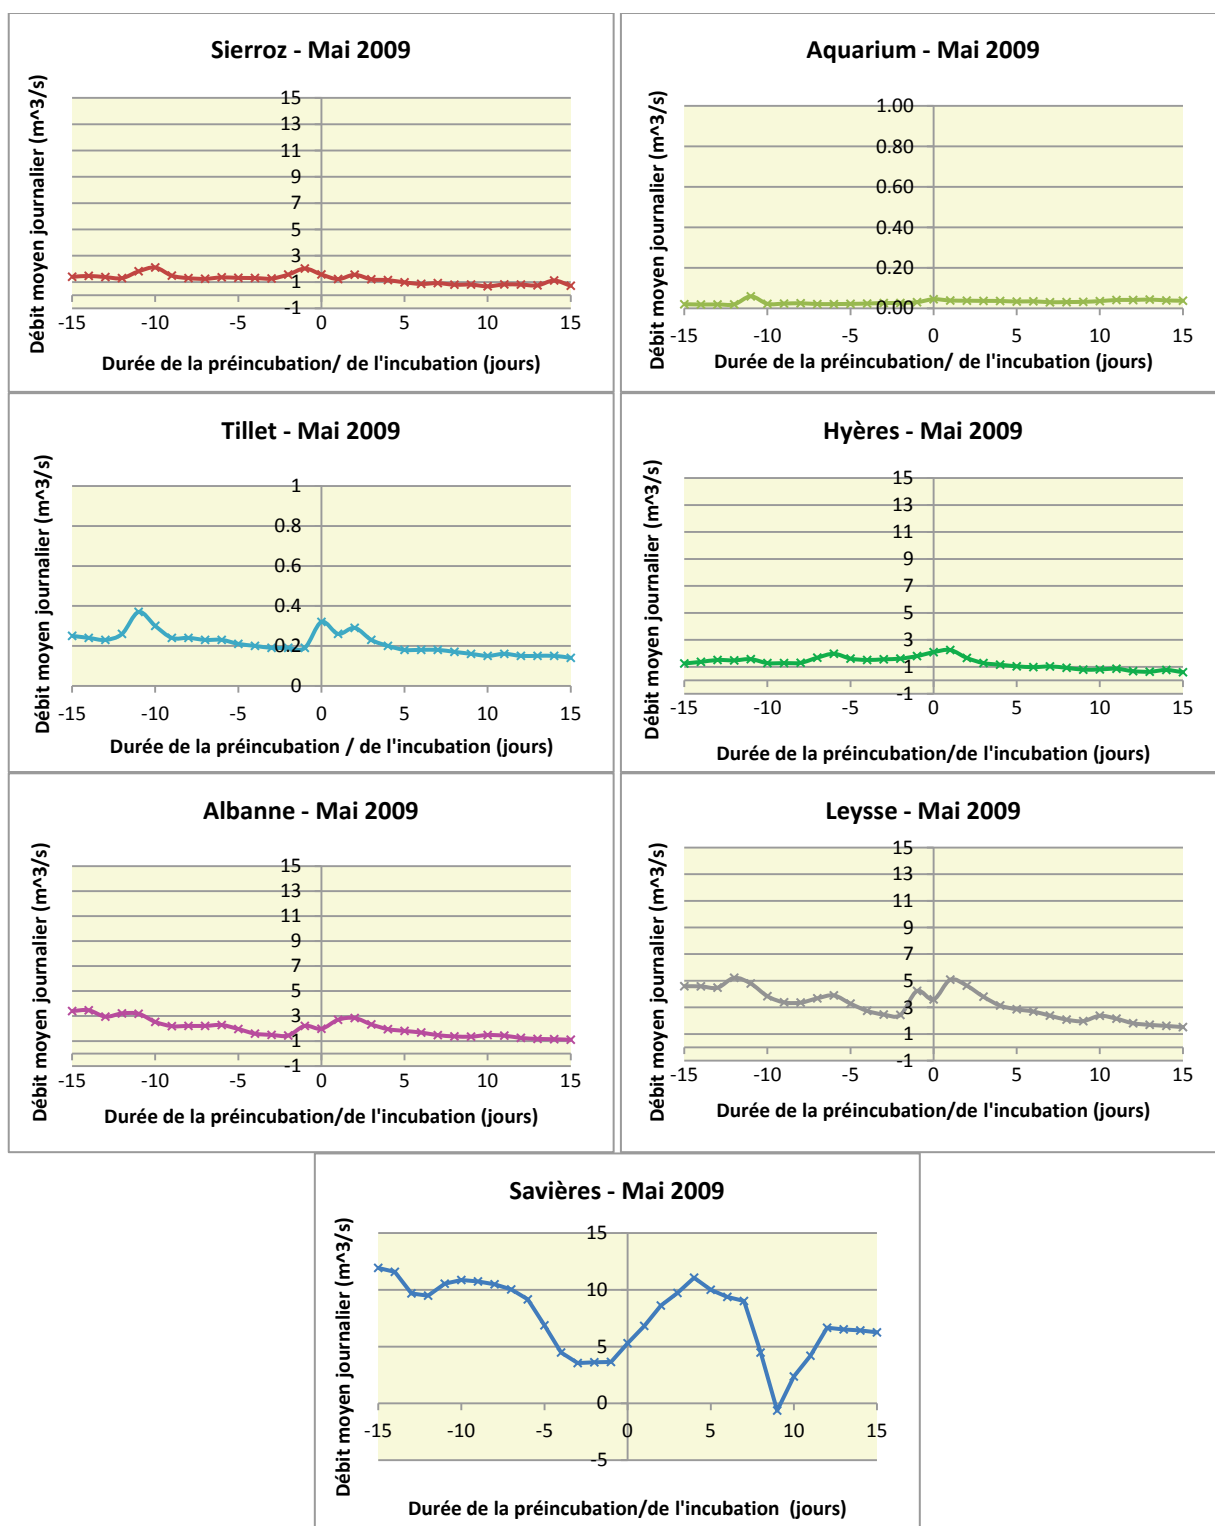 Sierroz - Mai 2009
Débit moyen journalier (m^3/s)
15
13
11
9
7
5
3
1
-1
-15 -10 -5 0 5 10 15
Durée de la préincubation/ de l'incubation (jours)
Aquarium - Mai 2009
Débit moyen journalier (m^3/s)
1.00
0.80
0.60
0.40
0.20
0.00
-15 -10 -5 0 5 10 15
Durée de la préincubation/ de l'incubation (jours)
Tillet - Mai 2009
Débit moyen journalier (m^3/s)
1
0.8
0.6
0.4
0.2
0
-15 -10 -5 0 5 10 15
Durée de la préincubation / de l'incubation (jours)
Hyères - Mai 2009
Débit moyen journalier (m^3/s)
15
13
11
9
7
5
3
1
-1
-15 -10 -5 0 5 10 15
Durée de la préincubation/de l'incubation (jours)
Albanne - Mai 2009
Débit moyen journalier (m^3/s)
15
13
11
9
7
5
3
1
-1
-15 -10 -5 0 5 10 15
Durée de la préincubation/de l'incubation (jours)
Leysse - Mai 2009
Débit moyen journalier (m^3/s)
15
13
11
9
7
5
3
1
-1
-15 -10 -5 0 5 10 15
Durée de la préincubation/de l'incubation (jours)
Savières - Mai 2009
Débit moyen journalier (m^3/s)
15
10
5
0
-5
-15 -10 -5 0 5 10 15
Durée de la préincubation/de l'incubation (jours)